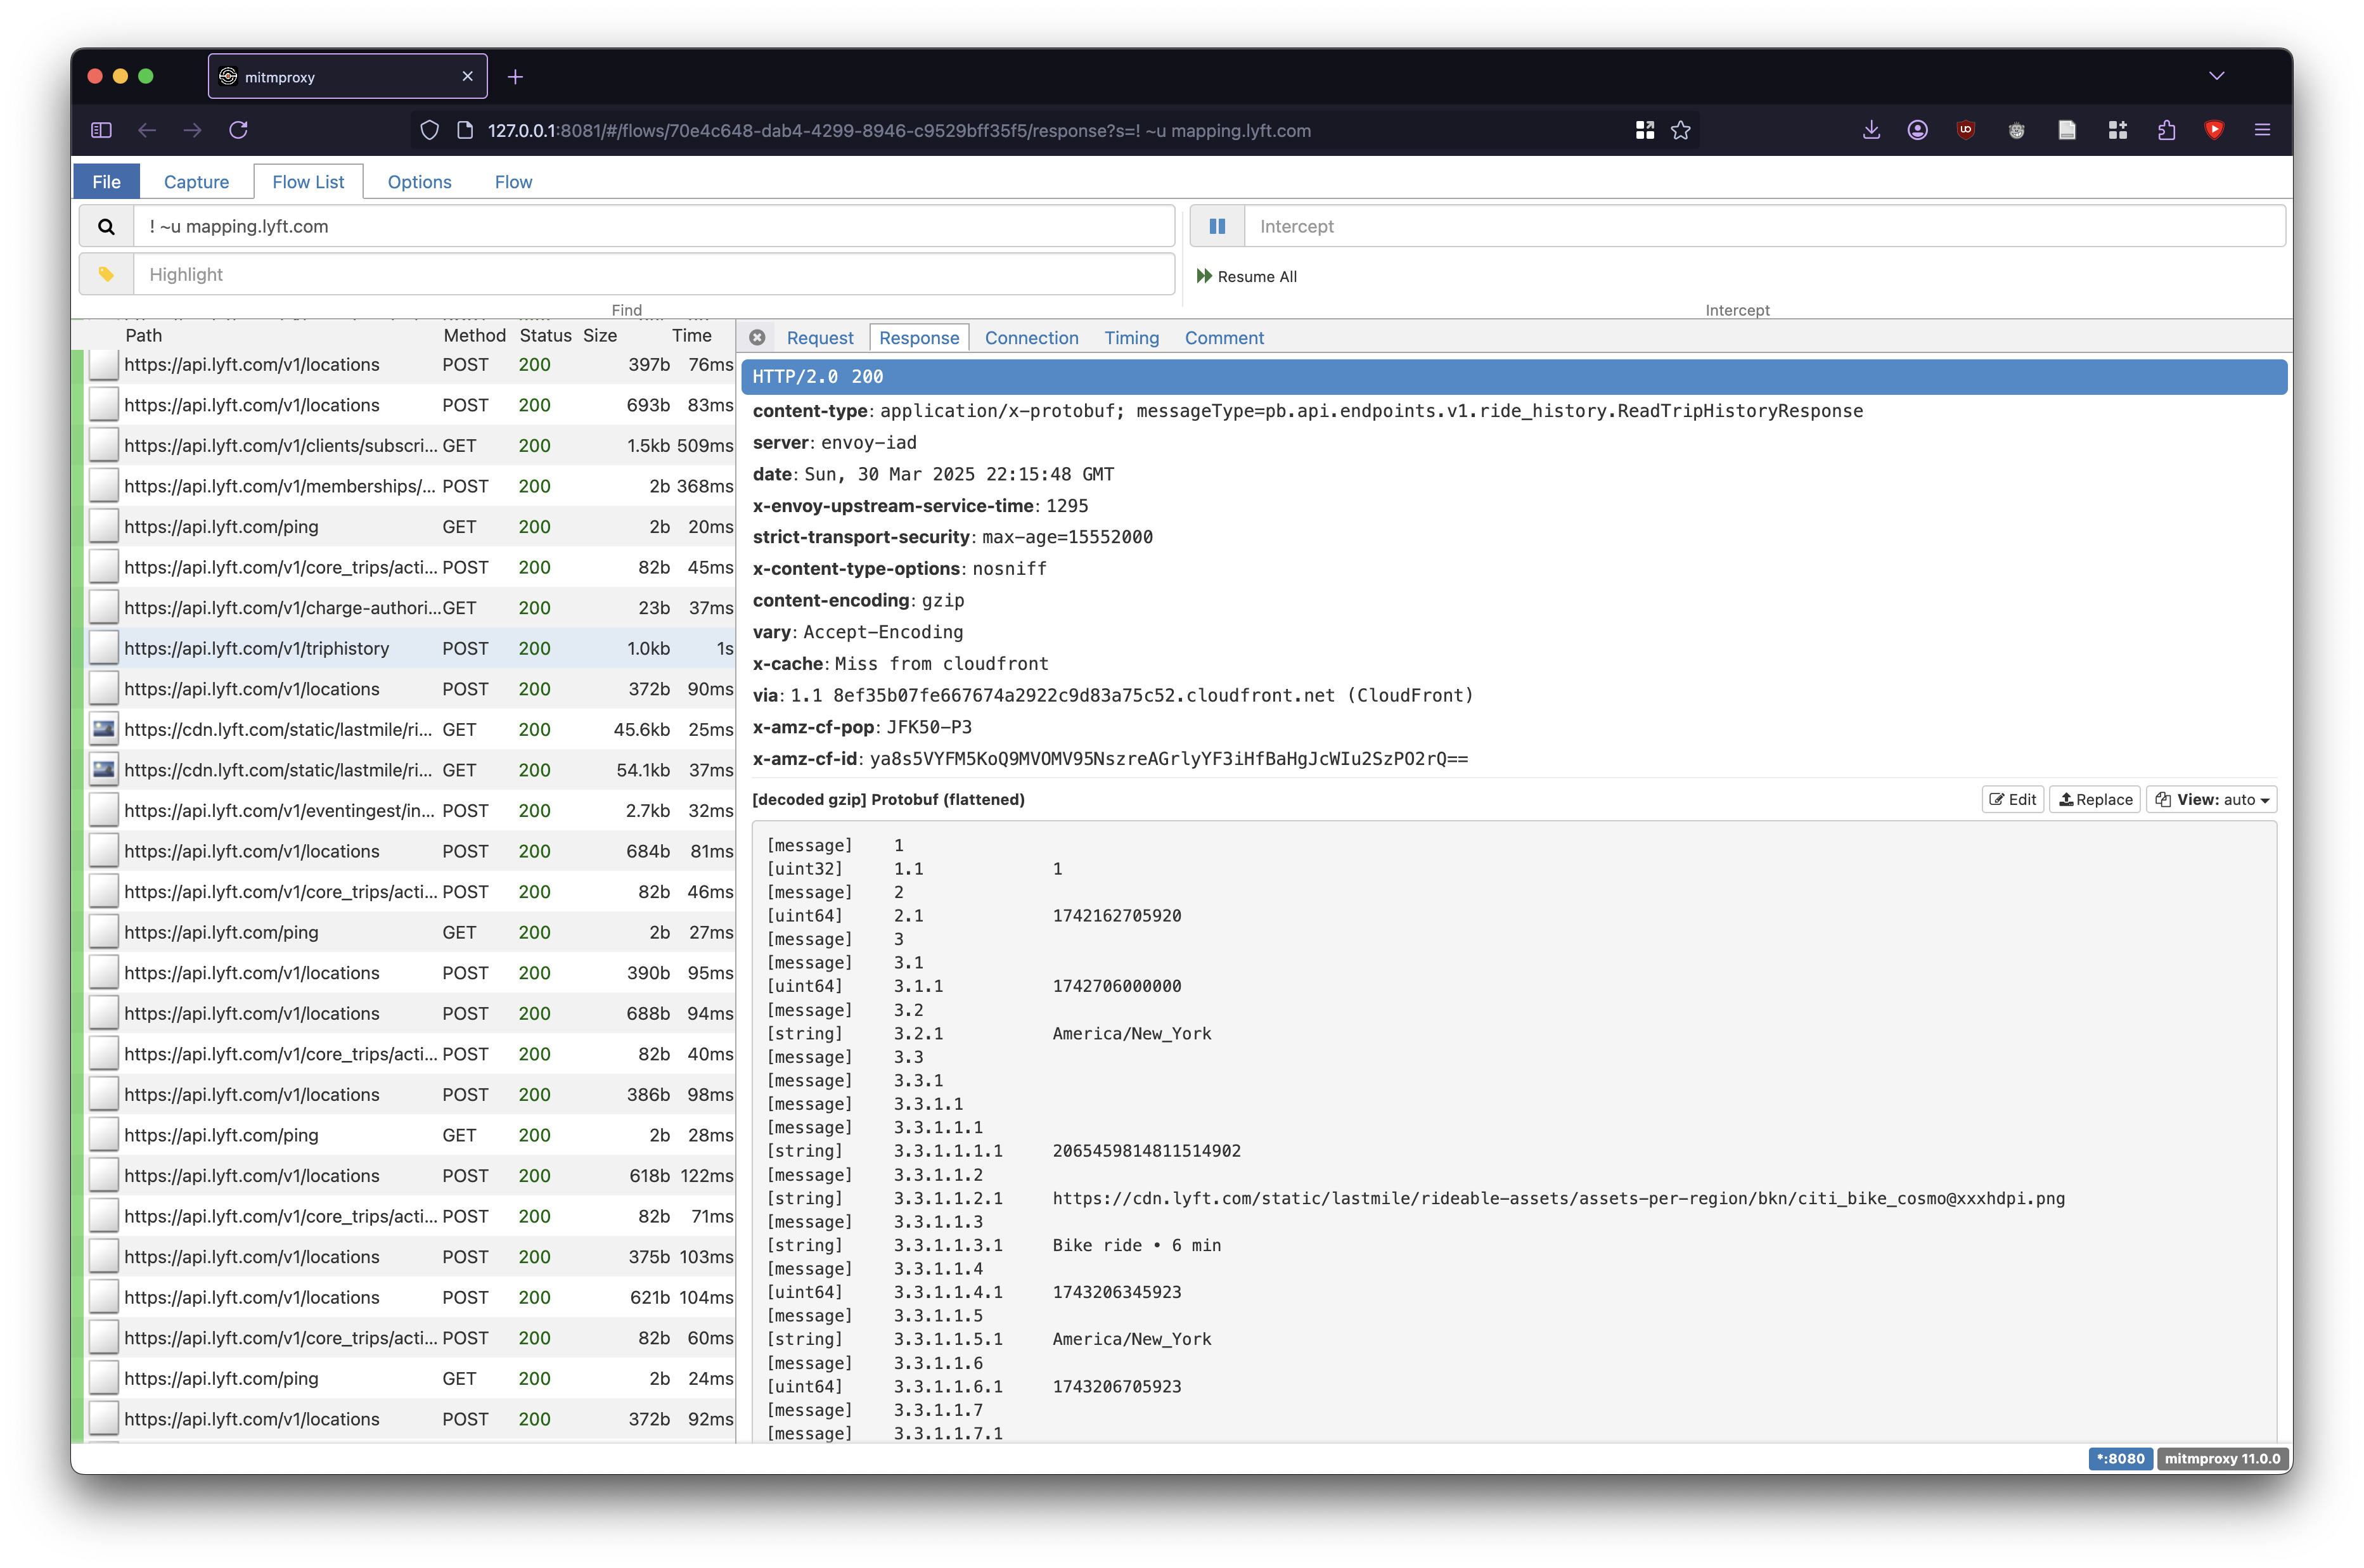 mitmproxy
127.0.0.1:8081/#/flows/70e4c648-dab4-4299-8946-c9529bff35f5/response?s=! ~u mapping.lyft.com
File Capture Flow List Options Flow
! ~u mapping.lyft.com
Intercept
Highlight
Resume All
Find
Intercept
Path Method Status Size Time
https://api.lyft.com/v1/locations POST 200 397b 76ms
https://api.lyft.com/v1/locations POST 200 693b 83ms
https://api.lyft.com/v1/clients/subscri... GET 200 1.5kb 509ms
https://api.lyft.com/v1/memberships/... POST 200 2b 368ms
https://api.lyft.com/ping GET 200 2b 20ms
https://api.lyft.com/v1/core_trips/acti... POST 200 82b 45ms
https://api.lyft.com/v1/charge-authori... GET 200 23b 37ms
https://api.lyft.com/v1/triphistory POST 200 1.0kb 1s
https://api.lyft.com/v1/locations POST 200 372b 90ms
https://cdn.lyft.com/static/lastmile/ri... GET 200 45.6kb 25ms
https://cdn.lyft.com/static/lastmile/ri... GET 200 54.1kb 37ms
https://api.lyft.com/v1/eventingest/in... POST 200 2.7kb 32ms
https://api.lyft.com/v1/locations POST 200 684b 81ms
https://api.lyft.com/v1/core_trips/acti... POST 200 82b 46ms
https://api.lyft.com/ping GET 200 2b 27ms
https://api.lyft.com/v1/locations POST 200 390b 95ms
https://api.lyft.com/v1/locations POST 200 688b 94ms
https://api.lyft.com/v1/core_trips/acti... POST 200 82b 40ms
https://api.lyft.com/v1/locations POST 200 386b 98ms
https://api.lyft.com/ping GET 200 2b 28ms
https://api.lyft.com/v1/locations POST 200 618b 122ms
https://api.lyft.com/v1/core_trips/acti... POST 200 82b 71ms
https://api.lyft.com/v1/locations POST 200 375b 103ms
https://api.lyft.com/v1/locations POST 200 621b 104ms
https://api.lyft.com/v1/core_trips/acti... POST 200 82b 60ms
https://api.lyft.com/ping GET 200 2b 24ms
https://api.lyft.com/v1/locations POST 200 372b 92ms
Request Response Connection Timing Comment
HTTP/2.0 200
content-type: application/x-protobuf; messageType=pb.api.endpoints.v1.ride_history.ReadTripHistoryResponse
server: envoy-iad
date: Sun, 30 Mar 2025 22:15:48 GMT
x-envoy-upstream-service-time: 1295
strict-transport-security: max-age=15552000
x-content-type-options: nosniff
content-encoding: gzip
vary: Accept-Encoding
x-cache: Miss from cloudfront
via: 1.1 8ef35b07fe667674a2922c9d83a75c52.cloudfront.net (CloudFront)
x-amz-cf-pop: JFK50-P3
x-amz-cf-id: ya8s5VYFM5KoQ9MVOMV95NszreAGrlyYF3iHfBaHgJcWIu2SzPO2rQ==
[decoded gzip] Protobuf (flattened) Edit Replace View: auto
[message] 1
[uint32] 1.1 1
[message] 2
[uint64] 2.1 1742162705920
[message] 3
[message] 3.1
[uint64] 3.1.1 1742706000000
[message] 3.2
[string] 3.2.1 America/New_York
[message] 3.3
[message] 3.3.1
[message] 3.3.1.1
[message] 3.3.1.1.1
[string] 3.3.1.1.1.1 2065459814811514902
[message] 3.3.1.1.2
[string] 3.3.1.1.2.1 https://cdn.lyft.com/static/lastmile/rideable-assets/assets-per-region/bkn/citi_bike_cosmo@xxxhdpi.png
[message] 3.3.1.1.3
[string] 3.3.1.1.3.1 Bike ride • 6 min
[message] 3.3.1.1.4
[uint64] 3.3.1.1.4.1 1743206345923
[message] 3.3.1.1.5
[string] 3.3.1.1.5.1 America/New_York
[message] 3.3.1.1.6
[uint64] 3.3.1.1.6.1 1743206705923
[message] 3.3.1.1.7
[message] 3.3.1.1.7.1
*:8080 mitmproxy 11.0.0